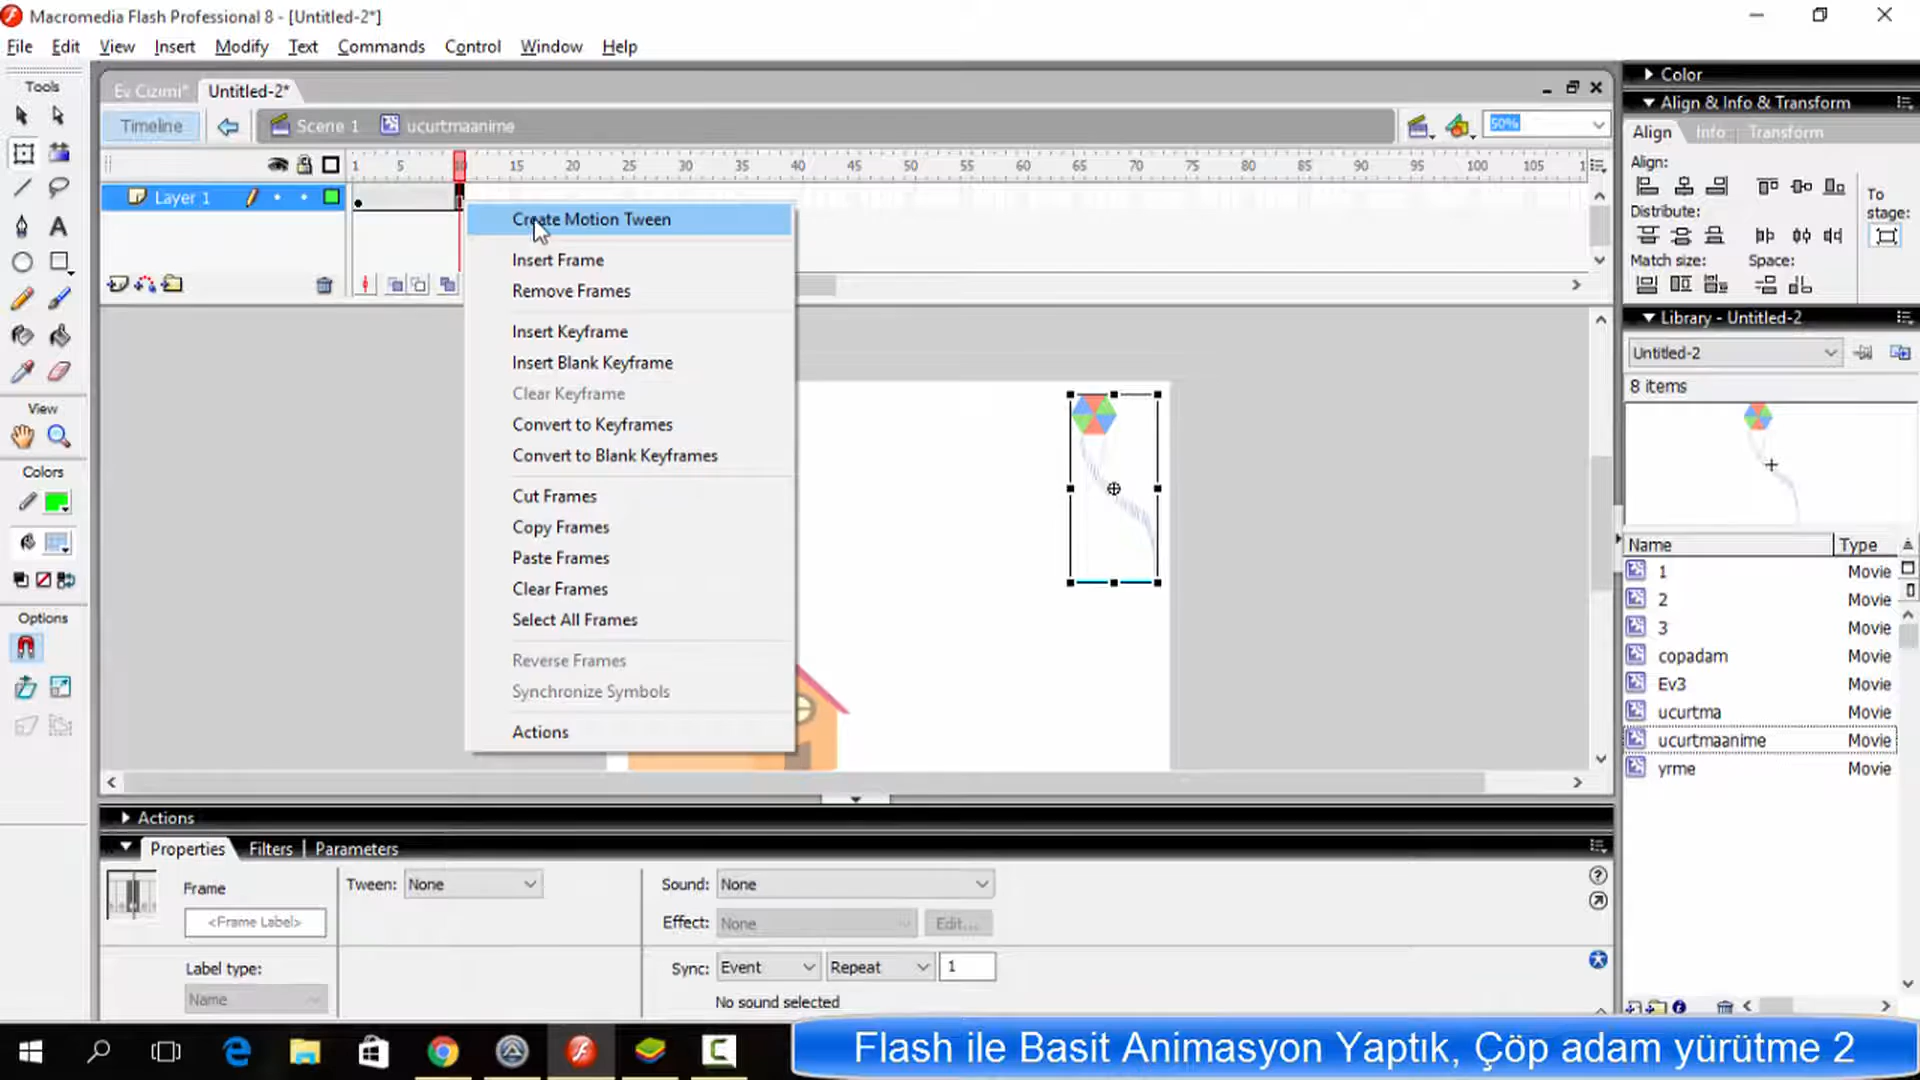 Macromedia Flash Professional 8 - [Untitled-2*]
File Edit View Insert Modify Text Commands Control Window Help
Tools
Ev Cizimi* Untitled-2*
Timeline Scene 1 ucurtmaanime 50%
1 5 10 15 20 25 30 35 40 45 50 55 60 65 70 75 80 85 90 95 100 105 1
Layer 1
Create Motion Tween
Insert Frame
Remove Frames
Insert Keyframe
Insert Blank Keyframe
Clear Keyframe
Convert to Keyframes
Convert to Blank Keyframes
Cut Frames
Copy Frames
Paste Frames
Clear Frames
Select All Frames
Reverse Frames
Synchronize Symbols
Actions
View
Colors
Options
Color
Align & Info & Transform
Align Info Transform
Align:
To
stage:
Distribute:
Match size: Space:
Library - Untitled-2
Untitled-2
8 items
Name Type
1 Movie
2 Movie
3 Movie
copadam Movie
Ev3 Movie
ucurtma Movie
ucurtmaanime Movie
yrme Movie
Actions
Properties Filters Parameters
Frame Tween: None Sound: None
<Frame Label> Effect: None Edit...
Label type: Sync: Event Repeat 1
Name No sound selected
Flash ile Basit Animasyon Yaptık, Çöp adam yürütme 2